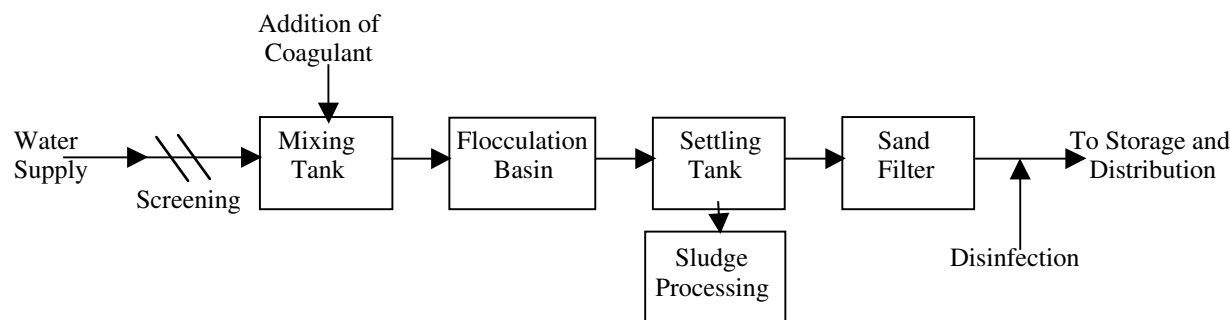 Addition of
Coagulant
Water
Supply
Screening
Mixing
Tank
Flocculation
Basin
Settling
Tank
Sludge
Processing
Sand
Filter
Disinfection
To Storage and
Distribution